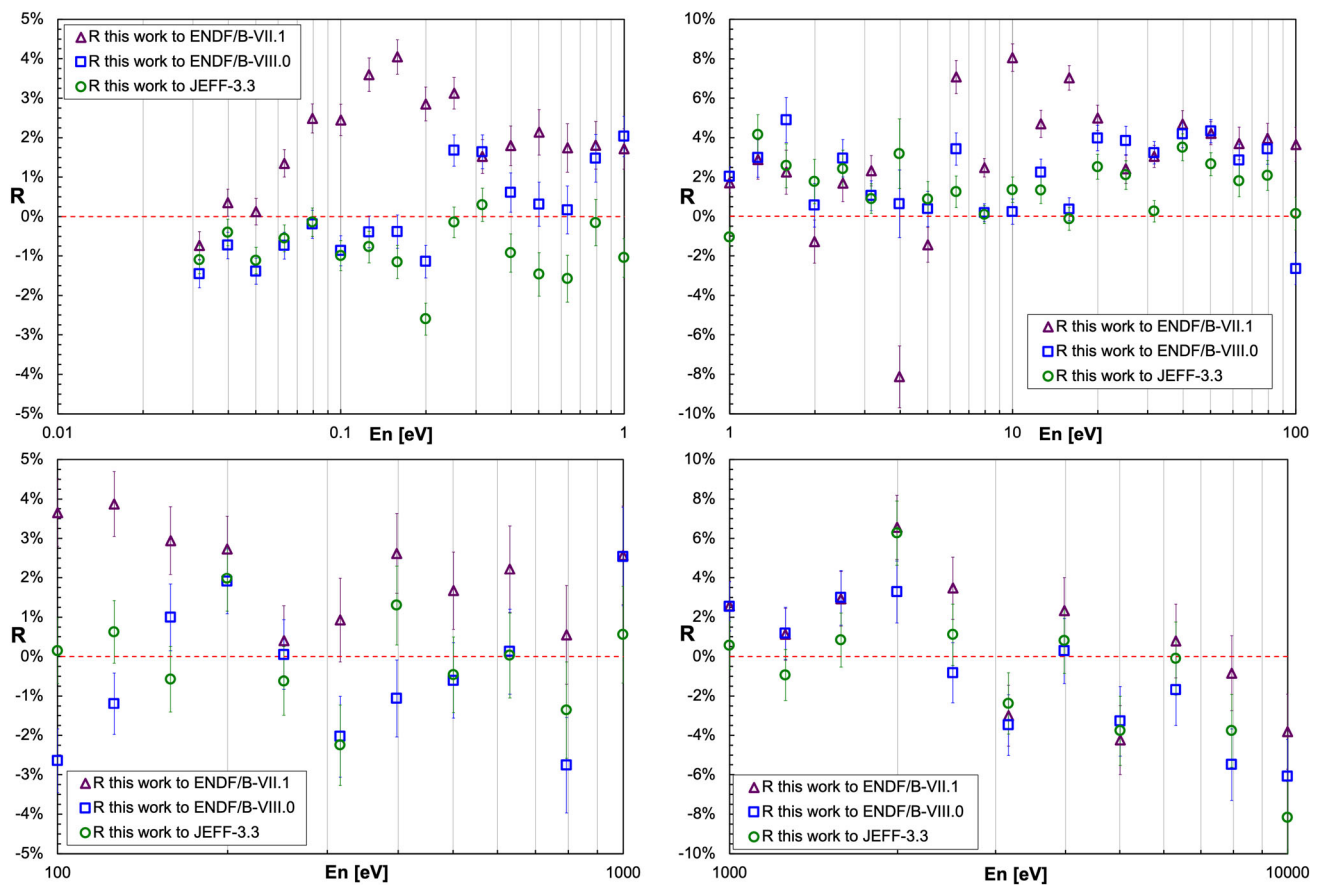 5%
4%
3%
2%
1%
0%
-1%
-2%
-3%
-4%
-5%
R
R this work to ENDF/B-VII.1
R this work to ENDF/B-VIII.0
R this work to JEFF-3.3
0.01
0.1
1
En [eV]
10%
8%
6%
4%
2%
0%
-2%
-4%
-6%
-8%
-10%
R
R this work to ENDF/B-VII.1
R this work to ENDF/B-VIII.0
R this work to JEFF-3.3
1
10
100
En [eV]
5%
4%
3%
2%
1%
0%
-1%
-2%
-3%
-4%
-5%
R
R this work to ENDF/B-VII.1
R this work to ENDF/B-VIII.0
R this work to JEFF-3.3
100
En [eV]
1000
10%
8%
6%
4%
2%
0%
-2%
-4%
-6%
-8%
-10%
R
R this work to ENDF/B-VII.1
R this work to ENDF/B-VIII.0
R this work to JEFF-3.3
1000
En [eV]
10000